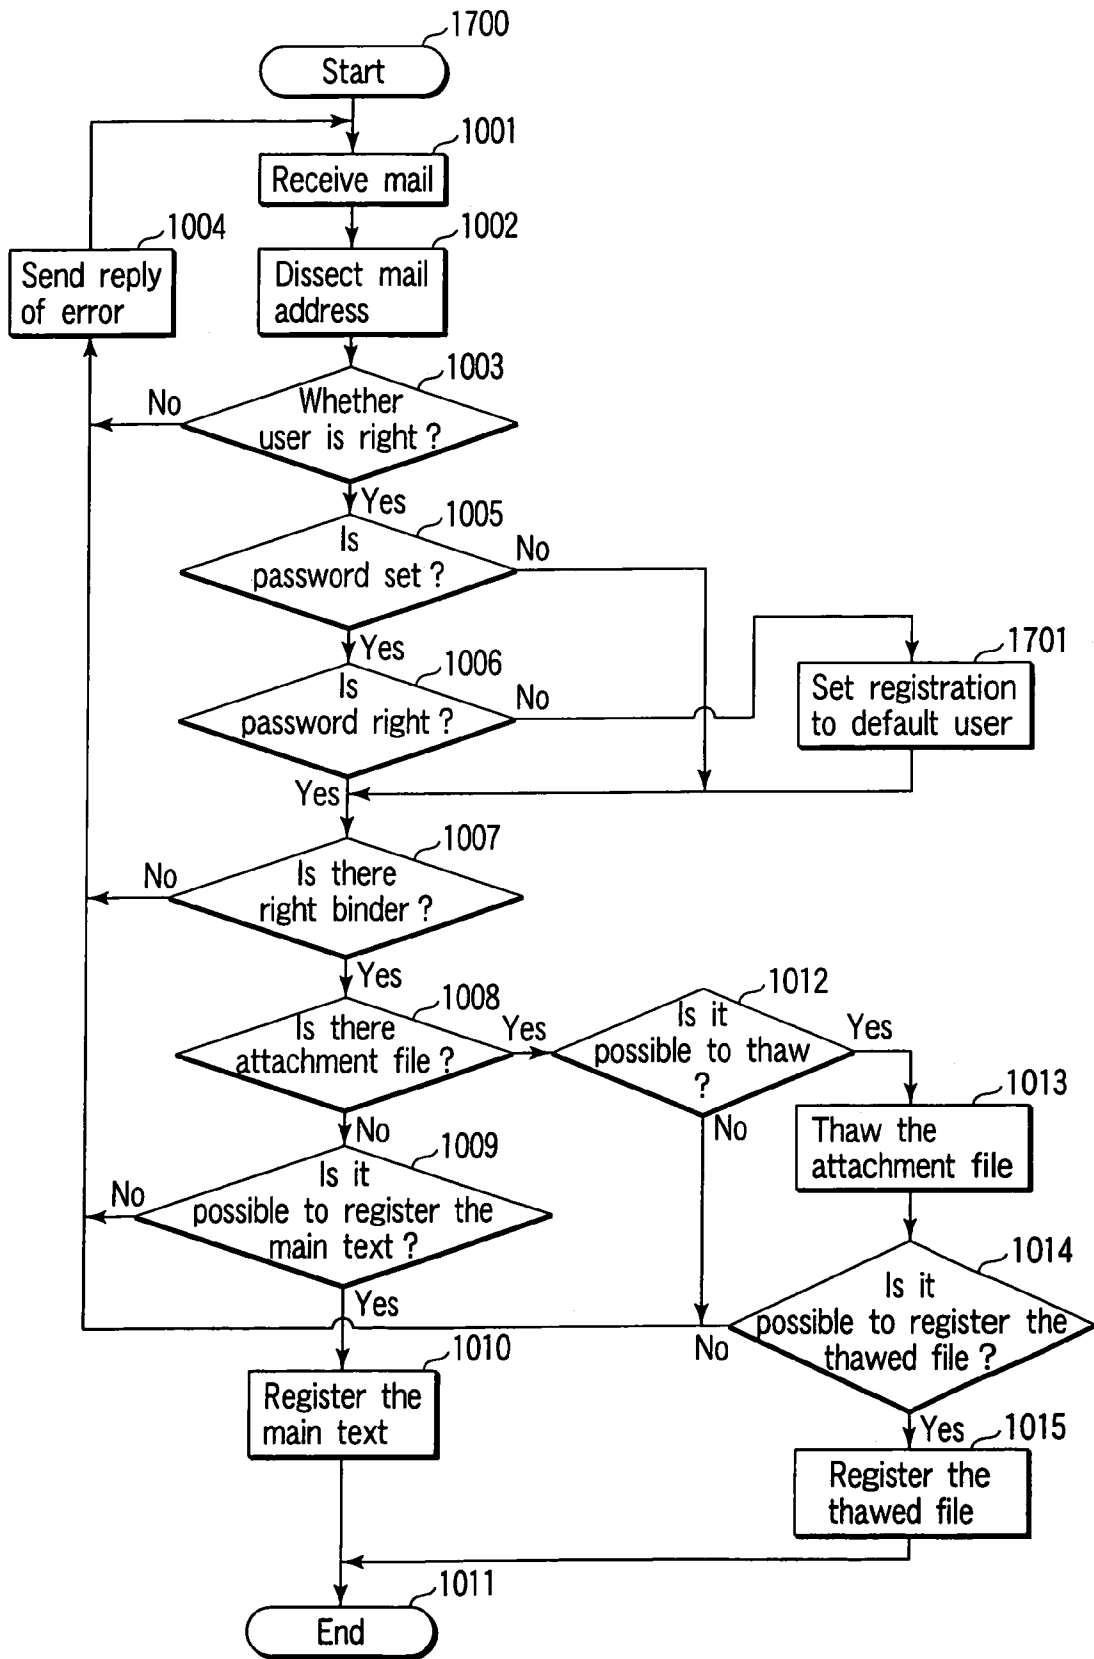 1700
Start
1001
Receive mail
1004
Send reply
of error
1002
Dissect mail
address
1003
Whether
user is right ?
No
Yes
1005
Is
password set ?
No
Yes
1006
Is
password right ?
No
Yes
1701
Set registration
to default user
1007
Is there
right binder ?
No
Yes
1008
Is there
attachment file ?
Yes
No
1012
Is it
possible to thaw
?
Yes
No
1013
Thaw the
attachment file
1009
Is it
possible to register the
main text ?
No
Yes
1014
Is it
possible to register the
thawed file ?
No
Yes
1010
Register the
main text
1015
Register the
thawed file
1011
End